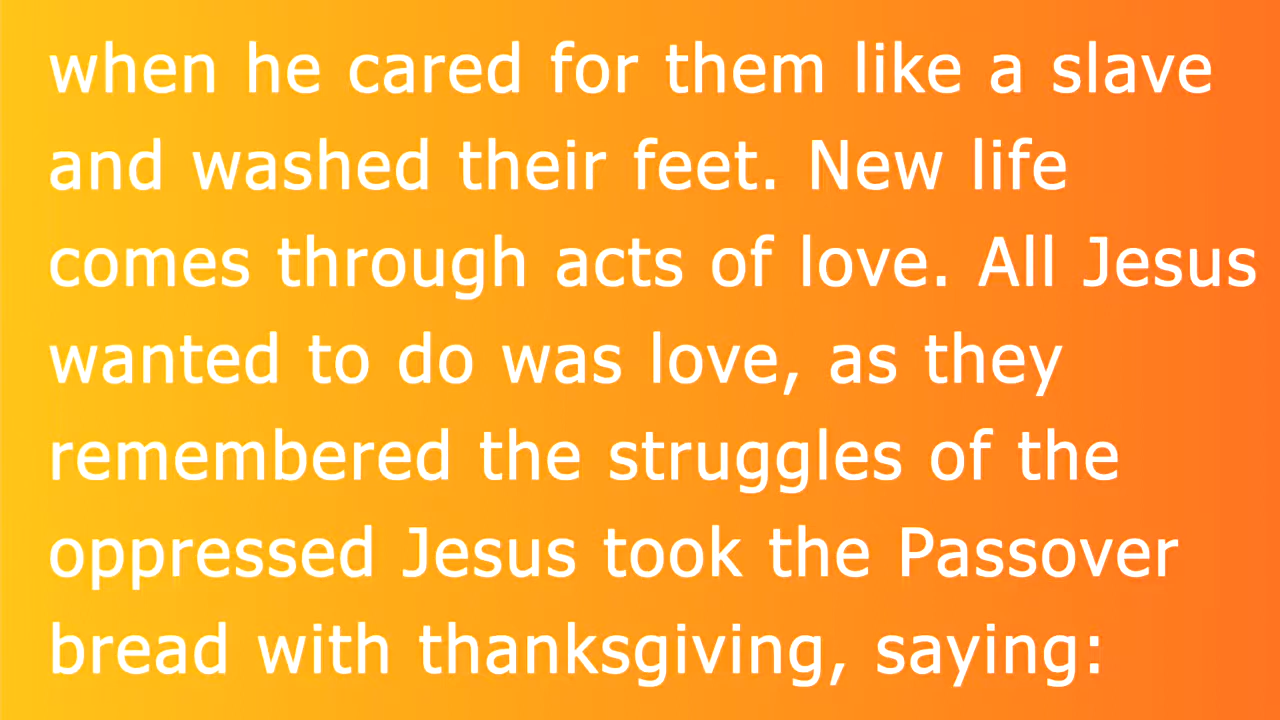 when he cared for them like a slave
and washed their feet. New life
comes through acts of love. All Jesus
wanted to do was love, as they
remembered the struggles of the
oppressed Jesus took the Passover
bread with thanksgiving, saying: